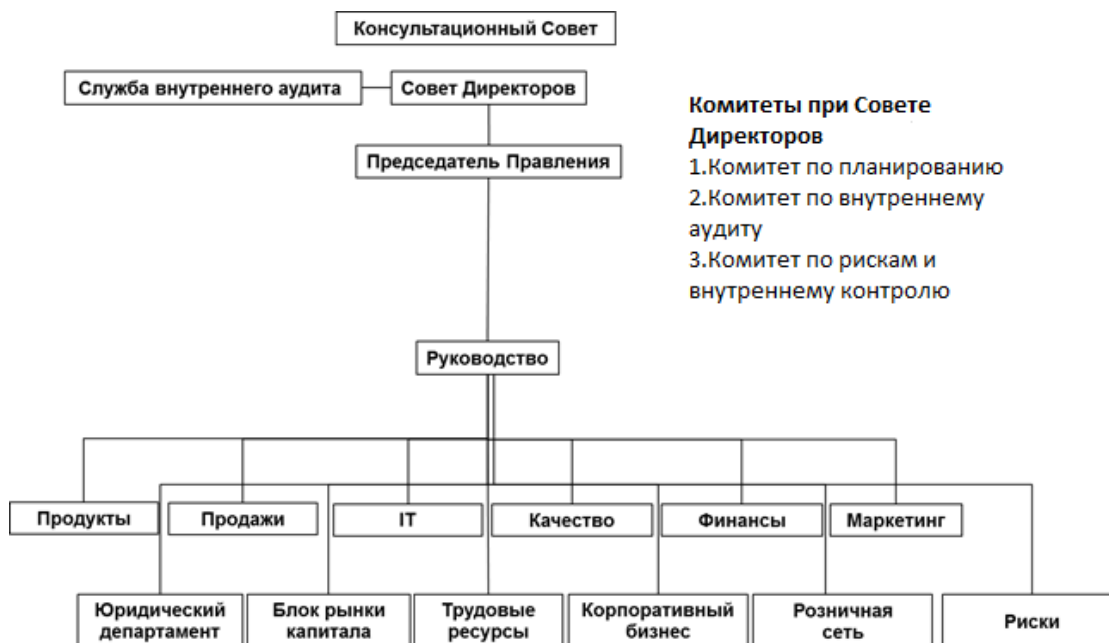 Консультационный Совет
Служба внутреннего аудита
Совет Директоров
Комитеты при Совете
Директоров
1.Комитет по планированию
2.Комитет по внутреннему
аудиту
3.Комитет по рискам и
внутреннему контролю
Председатель Правления
Руководство
Продукты
Продажи
IT
Качество
Финансы
Маркетинг
Юридический
департамент
Блок рынки
капитала
Трудовые
ресурсы
Корпоративный
бизнес
Розничная
сеть
Риски